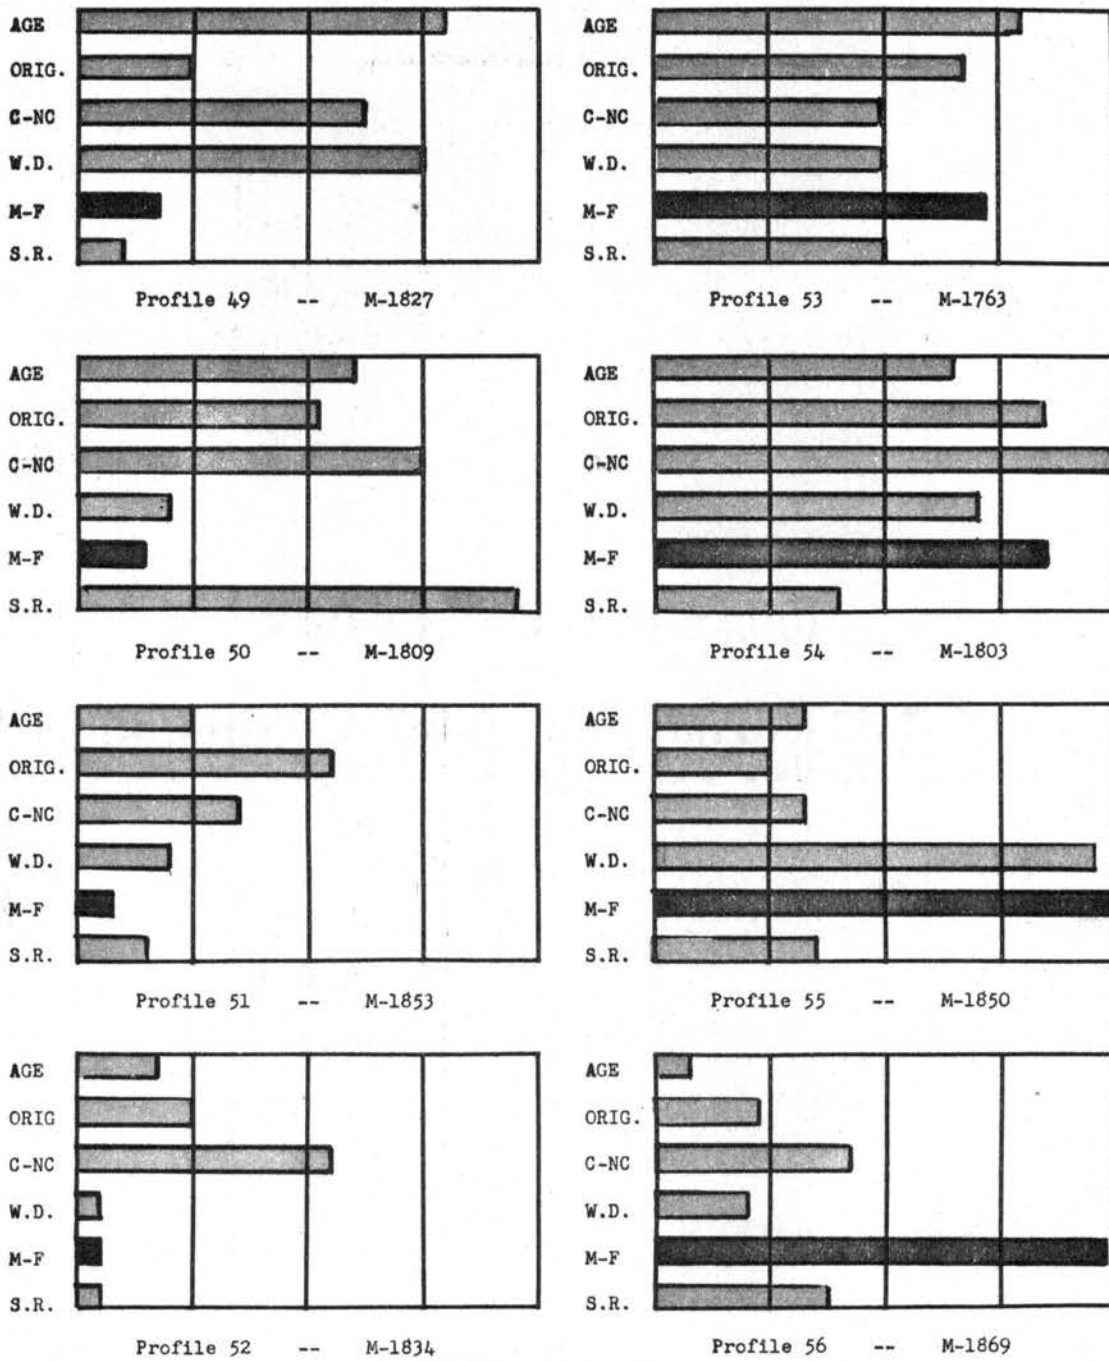 AGE
ORIG.
C-NC
W.D.
M-F
S.R.
Profile 49 -- M-1827
AGE
ORIG.
C-NC
W.D.
M-F
S.R.
Profile 53 -- M-1763
AGE
ORIG.
C-NC
W.D.
M-F
S.R.
Profile 50 -- M-1809
AGE
ORIG.
C-NC
W.D.
M-F
S.R.
Profile 54 -- M-1803
AGE
ORIG.
C-NC
W.D.
M-F
S.R.
Profile 51 -- M-1853
AGE
ORIG.
C-NC
W.D.
M-F
S.R.
Profile 55 -- M-1850
AGE
ORIG
C-NC
W.D.
M-F
S.R.
Profile 52 -- M-1834
AGE
ORIG.
C-NC
W.D.
M-F
S.R.
Profile 56 -- M-1869